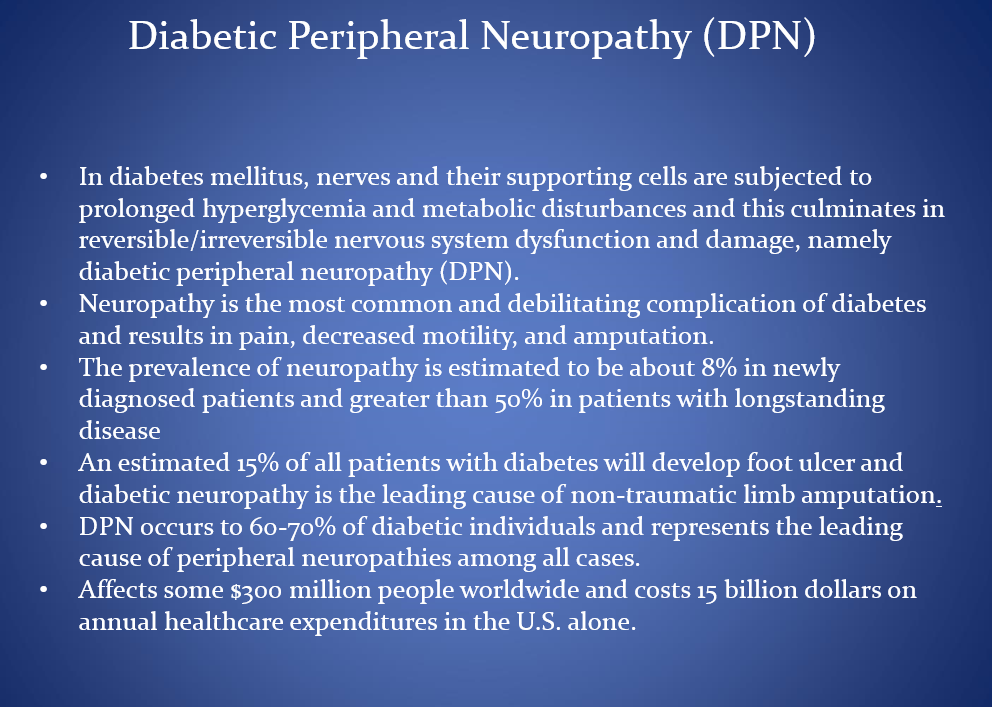 Diabetic Peripheral Neuropathy (DPN)
• In diabetes mellitus, nerves and their supporting cells are subjected to
prolonged hyperglycemia and metabolic disturbances and this culminates in
reversible/irreversible nervous system dysfunction and damage, namely
diabetic peripheral neuropathy (DPN).
• Neuropathy is the most common and debilitating complication of diabetes
and results in pain, decreased motility, and amputation.
• The prevalence of neuropathy is estimated to be about 8% in newly
diagnosed patients and greater than 50% in patients with longstanding
disease
• An estimated 15% of all patients with diabetes will develop foot ulcer and
diabetic neuropathy is the leading cause of non-traumatic limb amputation.
• DPN occurs to 60-70% of diabetic individuals and represents the leading
cause of peripheral neuropathies among all cases.
• Affects some $300 million people worldwide and costs 15 billion dollars on
annual healthcare expenditures in the U.S. alone.